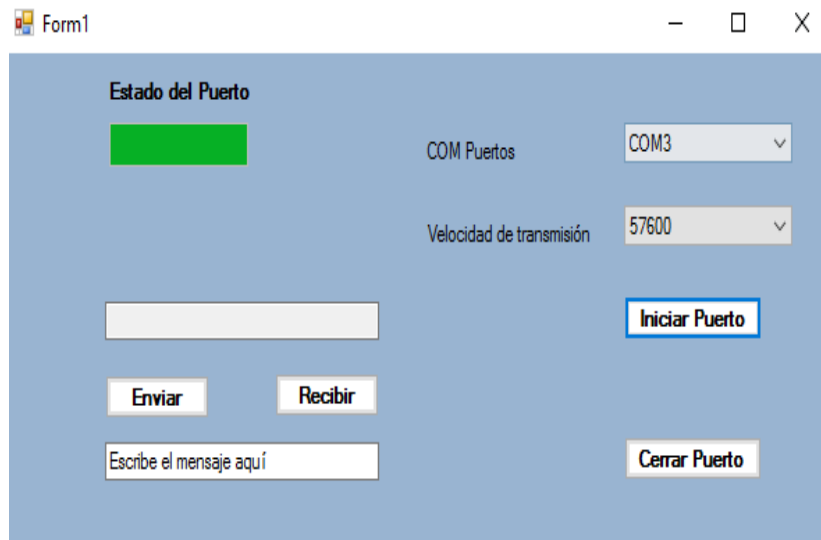 Form1
Estado del Puerto
COM Puertos
COM3
Velocidad de transmisión
57600
Iniciar Puerto
Enviar
Recibir
Escribe el mensaje aquí
Cerrar Puerto